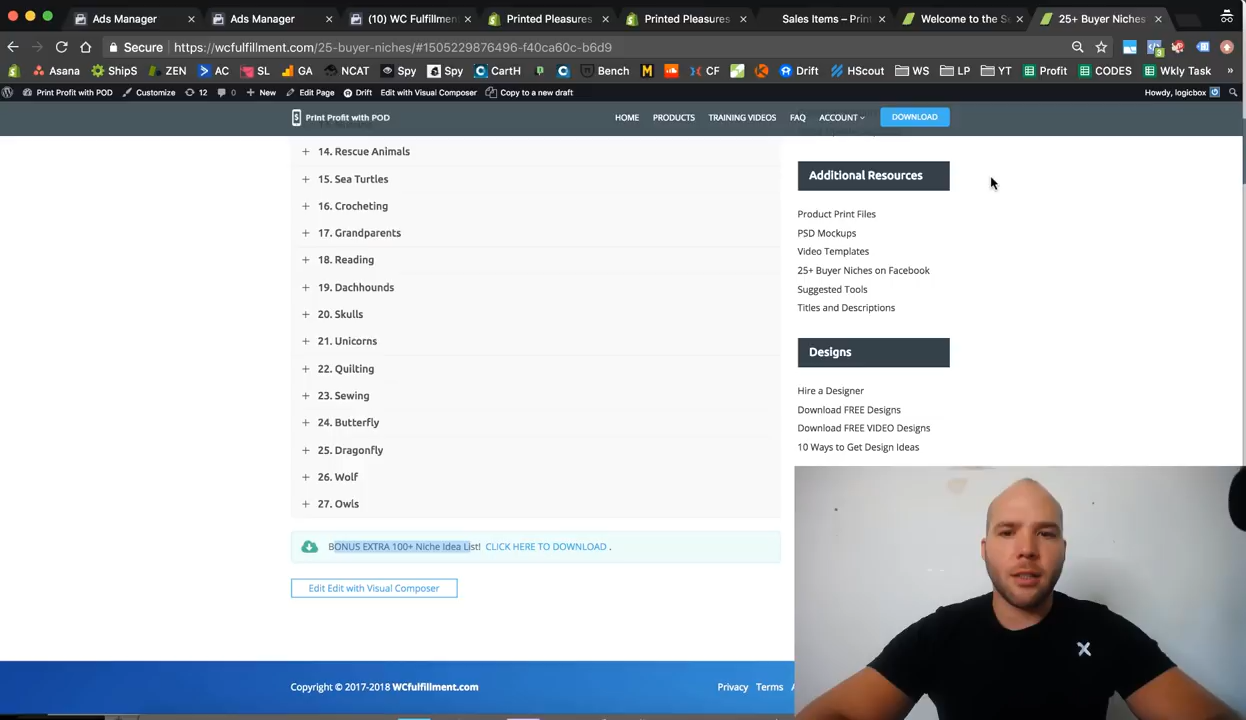 Ads Manager
Ads Manager
(10) WC Fulfillment
Printed Pleasures
Printed Pleasures
Sales Items – Print
Welcome to the S
25+ Buyer Niches
Secure
https://wcfulfillment.com/25-buyer-niches/#1505229876496-f40ca60c-b6d9
Asana
ShipS
ZEN
AC
SL
GA
NCAT
Spy
Spy
CartH
Bench
CF
Drift
HScout
WS
LP
YT
Profit
CODES
Wkly Task
Print Profit with POD
Customize
12
0
New
Edit Page
Drift
Edit with Visual Composer
Copy to a new draft
Howdy, logicbox
Print Profit with POD
HOME
PRODUCTS
TRAINING VIDEOS
FAQ
ACCOUNT
DOWNLOAD
14. Rescue Animals
15. Sea Turtles
16. Crocheting
17. Grandparents
18. Reading
19. Dachhounds
20. Skulls
21. Unicorns
22. Quilting
23. Sewing
24. Butterfly
25. Dragonfly
26. Wolf
27. Owls
BONUS EXTRA 100+ Niche Idea List! CLICK HERE TO DOWNLOAD .
Edit Edit with Visual Composer
Additional Resources
Product Print Files
PSD Mockups
Video Templates
25+ Buyer Niches on Facebook
Suggested Tools
Titles and Descriptions
Designs
Hire a Designer
Download FREE Designs
Download FREE VIDEO Designs
10 Ways to Get Design Ideas
Copyright © 2017-2018 WCfulfillment.com
Privacy
Terms